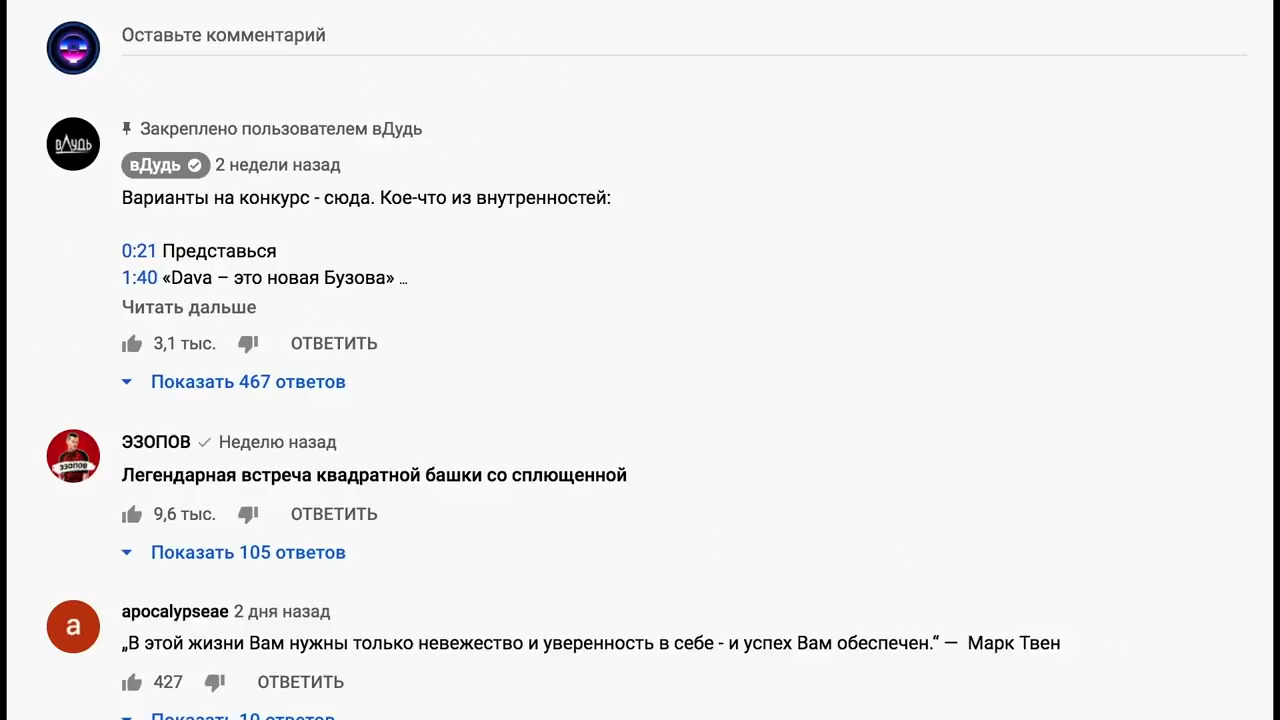 Оставьте комментарий
Закреплено пользователем вДудь
вДудь
вДудь 2 недели назад
Варианты на конкурс - сюда. Кое-что из внутренностей:
0:21 Представься
1:40 «Dava – это новая Бузова» ...
Читать дальше
3,1 тыс. ОТВЕТИТЬ
Показать 467 ответов
ЭЗОПОВ Неделю назад
ЭЗОПОВ
Легендарная встреча квадратной башки со сплющенной
9,6 тыс. ОТВЕТИТЬ
Показать 105 ответов
apocalypseae 2 дня назад
a
„В этой жизни Вам нужны только невежество и уверенность в себе - и успех Вам обеспечен.“ — Марк Твен
427 ОТВЕТИТЬ
Показать 10 ответов